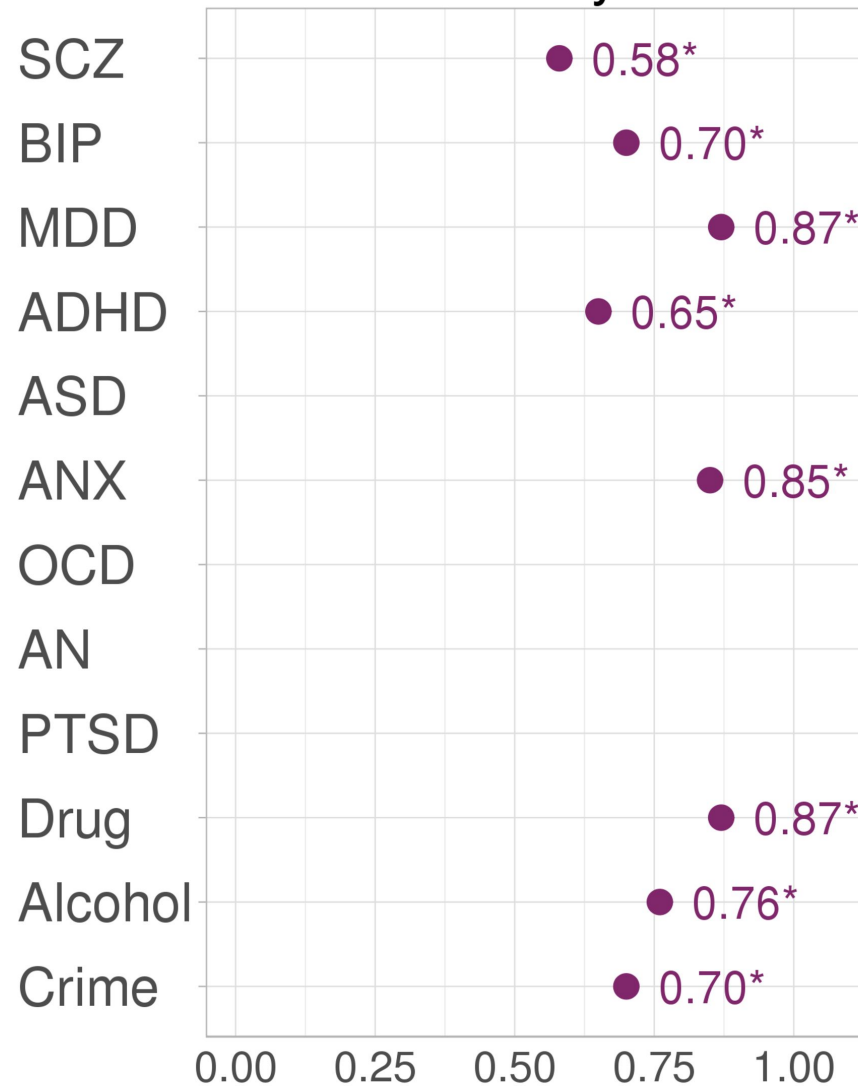 SCZ 0.58*
BIP 0.70*
MDD 0.87*
ADHD 0.65*
ASD
ANX 0.85*
OCD
AN
PTSD
Drug 0.87*
Alcohol 0.76*
Crime 0.70*
0.00 0.25 0.50 0.75 1.00